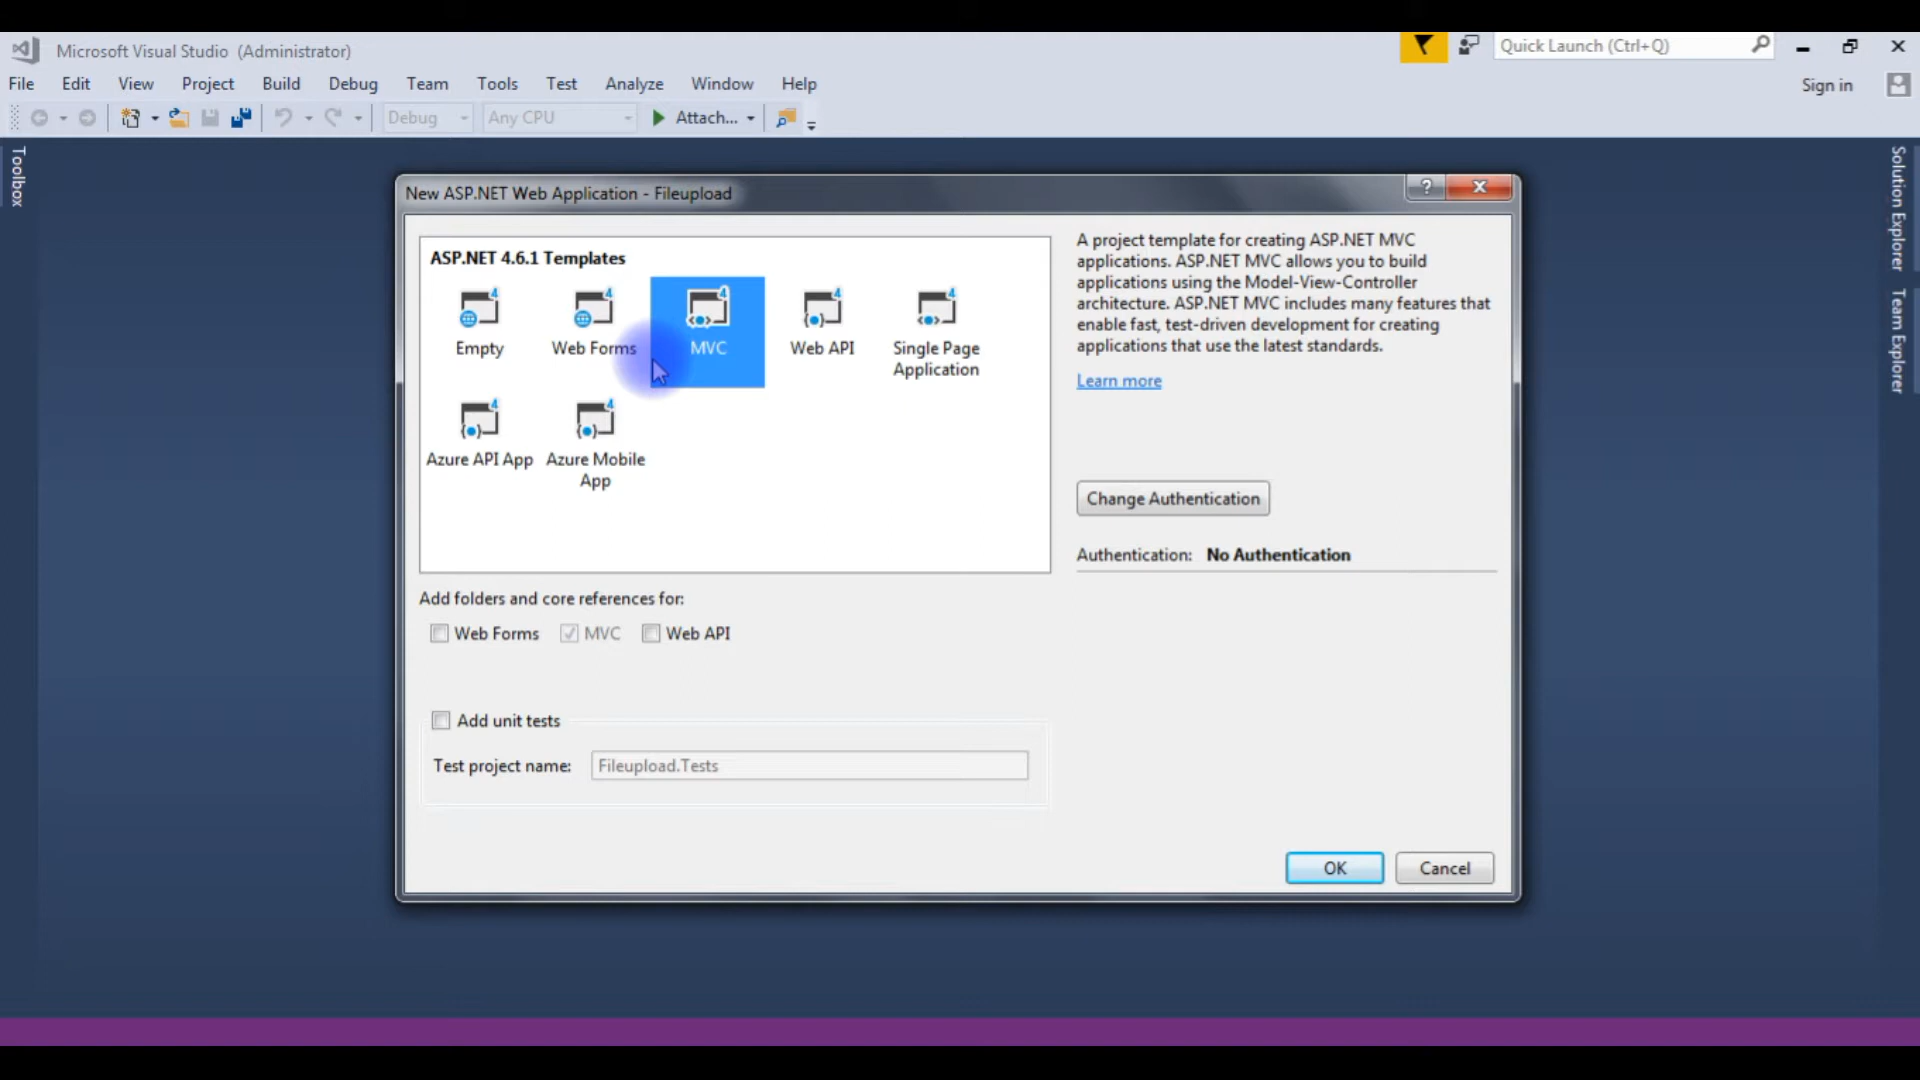 Microsoft Visual Studio (Administrator)
Quick Launch (Ctrl+Q)
File Edit View Project Build Debug Team Tools Test Analyze Window Help
Sign in
Debug Any CPU Attach...
Toolbox
Solution Explorer
Team Explorer
New ASP.NET Web Application - Fileupload
?
ASP.NET 4.6.1 Templates
Empty
Web Forms
MVC
Web API
Single Page
Application
Azure API App
Azure Mobile
App
A project template for creating ASP.NET MVC
applications. ASP.NET MVC allows you to build
applications using the Model-View-Controller
architecture. ASP.NET MVC includes many features that
enable fast, test-driven development for creating
applications that use the latest standards.
Learn more
Change Authentication
Authentication: No Authentication
Add folders and core references for:
Web Forms MVC Web API
Add unit tests
Test project name: Fileupload.Tests
OK Cancel